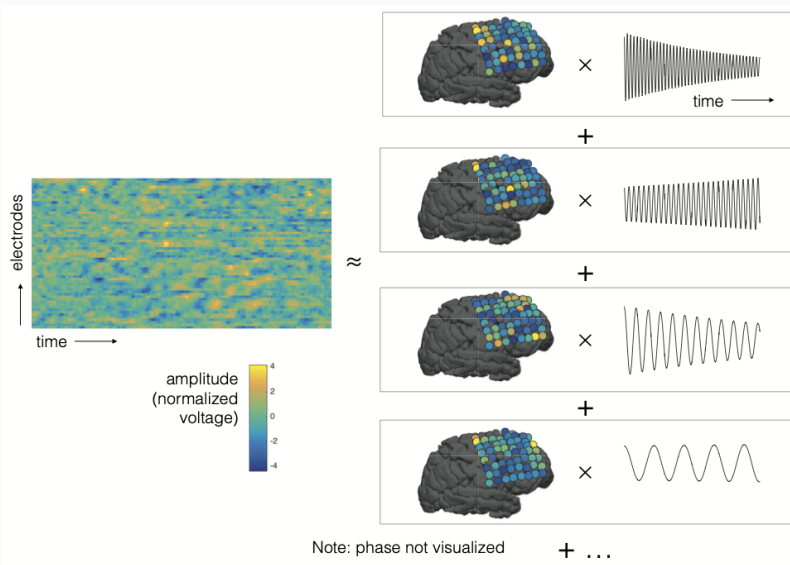 ×
time
+
×
electrodes
≈
+
time
×
amplitude
(normalized
voltage)
4
2
0
-2
-4
+
×
Note: phase not visualized
+ ...